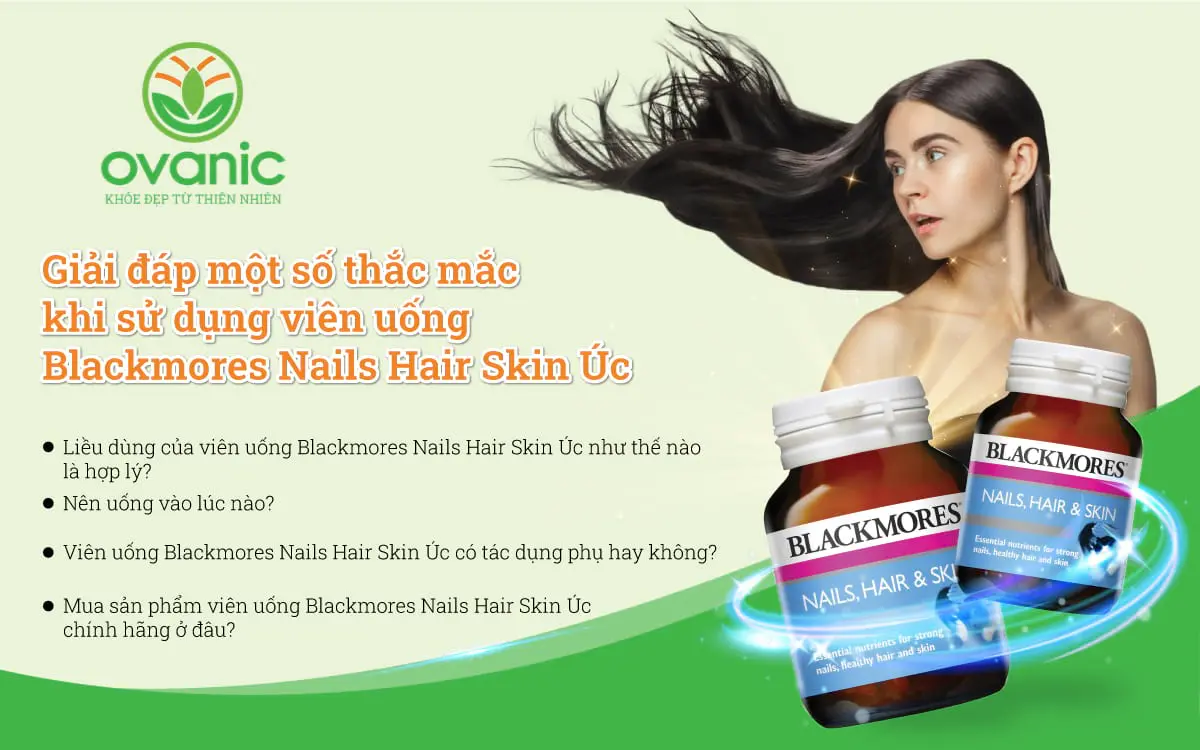 ovanic
KHỎE ĐẸP TỪ THIÊN NHIÊN
Giải đáp một số thắc mắc
khi sử dụng viên uống
Blackmores Nails Hair Skin Úc
Liều dùng của viên uống Blackmores Nails Hair Skin Úc như thế nào
là hợp lý?
Nên uống vào lúc nào?
Viên uống Blackmores Nails Hair Skin Úc có tác dụng phụ hay không?
Mua sản phẩm viên uống Blackmores Nails Hair Skin Úc
chính hãng ở đâu?
BLACKMORES
NAILS, HAIR & SKI
Essential nutrients for strong
nails, healthy hair and skin
BLACKMORES®
NAILS, HAIR & SKIN
Essential nutrients for strong
nails, healthy hair and skin